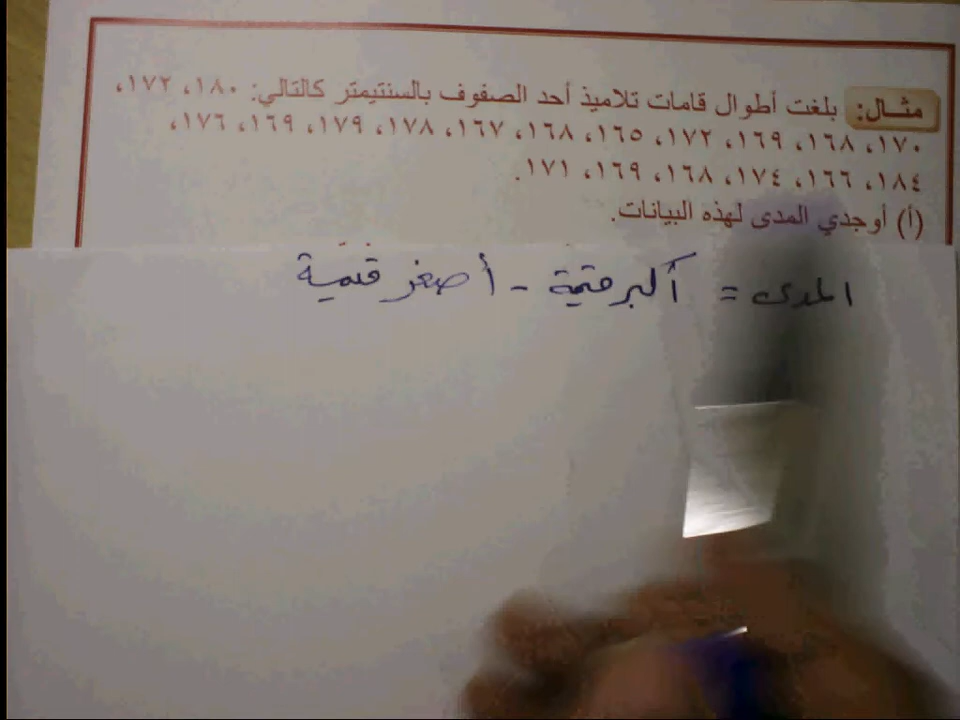 مثال: بلغت أطوال قامات تلاميذ أحد الصفوف بالسنتيمتر كالتالي: ١٨٠، ١٧٢،
١٧٠، ١٦٨، ١٦٩، ١٧٢، ١٦٥، ١٦٨، ١٦٧، ١٧٨، ١٧٩، ١٦٩، ١٧٦،
١٨٤، ١٦٦، ١٧٤، ١٦٨، ١٦٩، ١٧١.
(أ) أوجدي المدى لهذه البيانات.
المدى = أكبر قيمة - أصغر قيمة